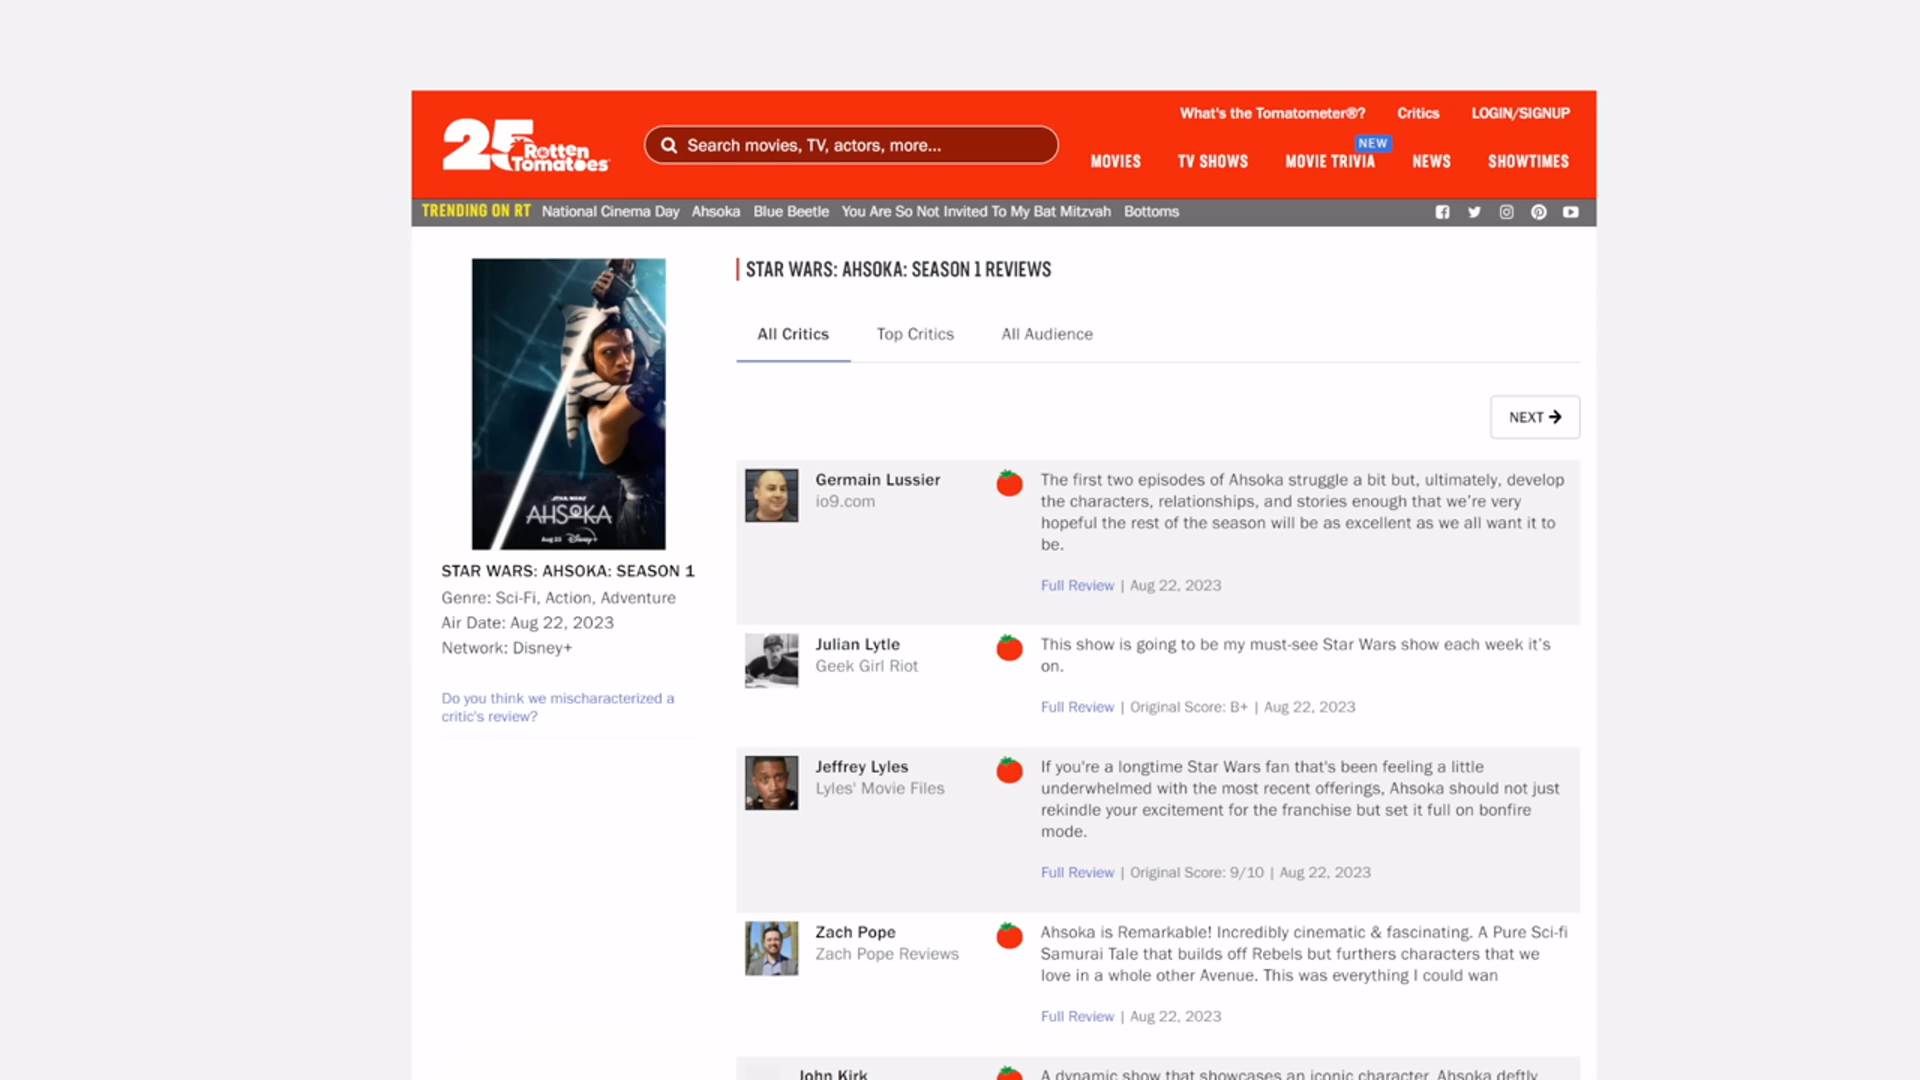 What's the Tomatometer®? Critics LOGIN/SIGNUP
25 Rotten Tomatoes
Search movies, TV, actors, more...
NEW
MOVIES TV SHOWS MOVIE TRIVIA NEWS SHOWTIMES
TRENDING ON RT National Cinema Day Ahsoka Blue Beetle You Are So Not Invited To My Bat Mitzvah Bottoms
STAR WARS
AHSOKA
Aug 23 Disney+
STAR WARS: AHSOKA: SEASON 1
Genre: Sci-Fi, Action, Adventure
Air Date: Aug 22, 2023
Network: Disney+
Do you think we mischaracterized a
critic's review?
STAR WARS: AHSOKA: SEASON 1 REVIEWS
All Critics Top Critics All Audience
NEXT
Germain Lussier
io9.com
The first two episodes of Ahsoka struggle a bit but, ultimately, develop
the characters, relationships, and stories enough that we're very
hopeful the rest of the season will be as excellent as we all want it to
be.
Full Review | Aug 22, 2023
Julian Lytle
Geek Girl Riot
This show is going to be my must-see Star Wars show each week it's
on.
Full Review | Original Score: B+ | Aug 22, 2023
Jeffrey Lyles
Lyles' Movie Files
If you're a longtime Star Wars fan that's been feeling a little
underwhelmed with the most recent offerings, Ahsoka should not just
rekindle your excitement for the franchise but set it full on bonfire
mode.
Full Review | Original Score: 9/10 | Aug 22, 2023
Zach Pope
Zach Pope Reviews
Ahsoka is Remarkable! Incredibly cinematic & fascinating. A Pure Sci-fi
Samurai Tale that builds off Rebels but furthers characters that we
love in a whole other Avenue. This was everything I could wan
Full Review | Aug 22, 2023
John Kirk
A dynamic show that showcases an iconic character, Ahsoka deftly